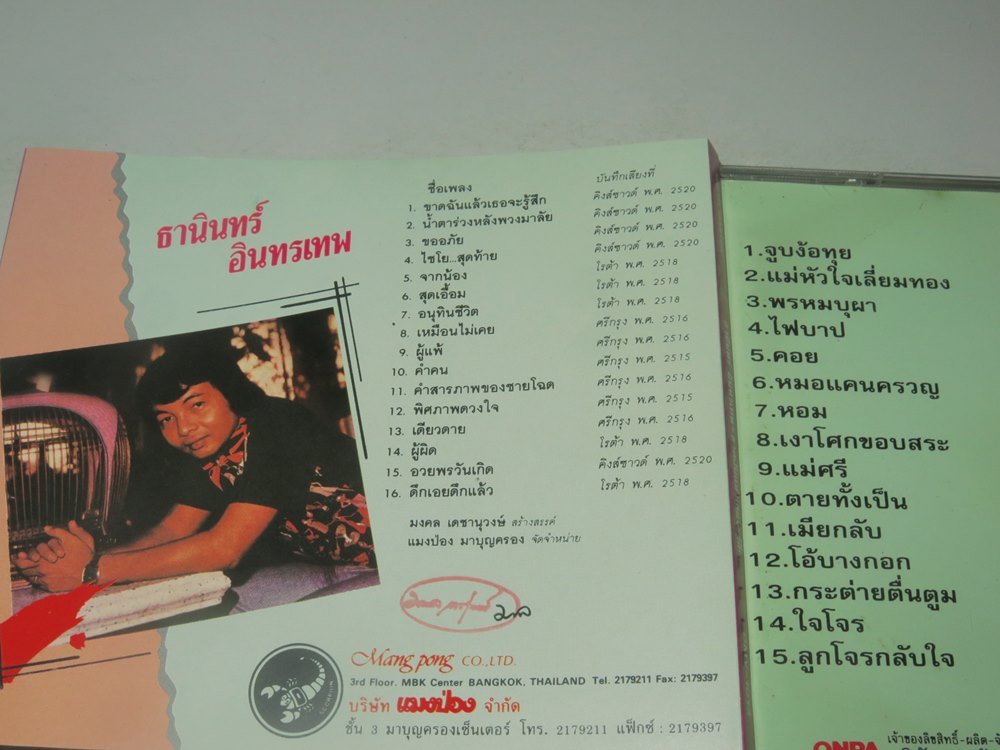 ธานินทร์
อินทรเทพ
ชื่อเพลง บันทึกเสียงที่
1. ขาดฉันแล้วเธอจะรู้สึก คิงส์ซาวด์ พ.ศ. 2520
2. น้ำตาร่วงหลังพวงมาลัย คิงส์ซาวด์ พ.ศ. 2520
3. ขออภัย คิงส์ซาวด์ พ.ศ. 2520
4. ไชโย...สุดท้าย โรต้า พ.ศ. 2518
5. จากน้อง โรต้า พ.ศ. 2518
6. สุดเอื้อม โรต้า พ.ศ. 2518
7. อนุทินชีวิต ศรีกรุง พ.ศ. 2516
8. เหมือนไม่เคย ศรีกรุง พ.ศ. 2516
9. ผู้แพ้ ศรีกรุง พ.ศ. 2515
10. ค่าคน ศรีกรุง พ.ศ. 2516
11. คำสารภาพของชายโฉด ศรีกรุง พ.ศ. 2515
12. พิศภาพดวงใจ ศรีกรุง พ.ศ. 2516
13. เดียวดาย โรต้า พ.ศ. 2518
14. ผู้ผิด คิงส์ซาวด์ พ.ศ. 2520
15. อวยพรวันเกิด โรต้า พ.ศ. 2518
16. ดึกเอยดึกแล้ว
มงคล เดชานุวงษ์ สร้างสรรค์
แมงป่อง มาบุญครอง จัดจำหน่าย
SCORPION
Mang pong CO.,LTD.
3rd Floor. MBK Center BANGKOK, THAILAND Tel. 2179211 Fax: 2179397
บริษัท แมงป่อง จำกัด
ชั้น 3 มาบุญครองเซ็นเตอร์ โทร. 2179211 แฟ็กซ์ : 2179397
1.จูบง้อทุย
2.แม่หัวใจเลี่ยมทอง
3.พรหมบุผา
4.ไฟบาป
5.คอย
6.หมอแคนครวญ
7.หอม
8.เงาโศกขอบสระ
9.แม่ศรี
10.ตายทั้งเป็น
11.เมียกลับ
12.โอ้บางกอก
13.กระต่ายตื่นตูม
14.ใจโจร
15.ลูกโจรกลับใจ
ONPA เจ้าของลิขสิทธิ์-ผลิต-